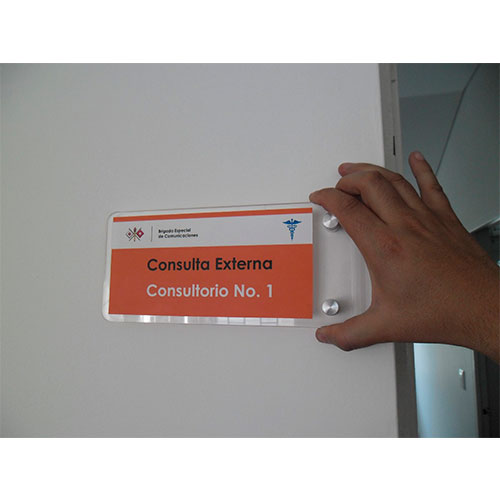 Brigada Especial
de Comunicaciones
Consulta Externa
Consultorio No. 1